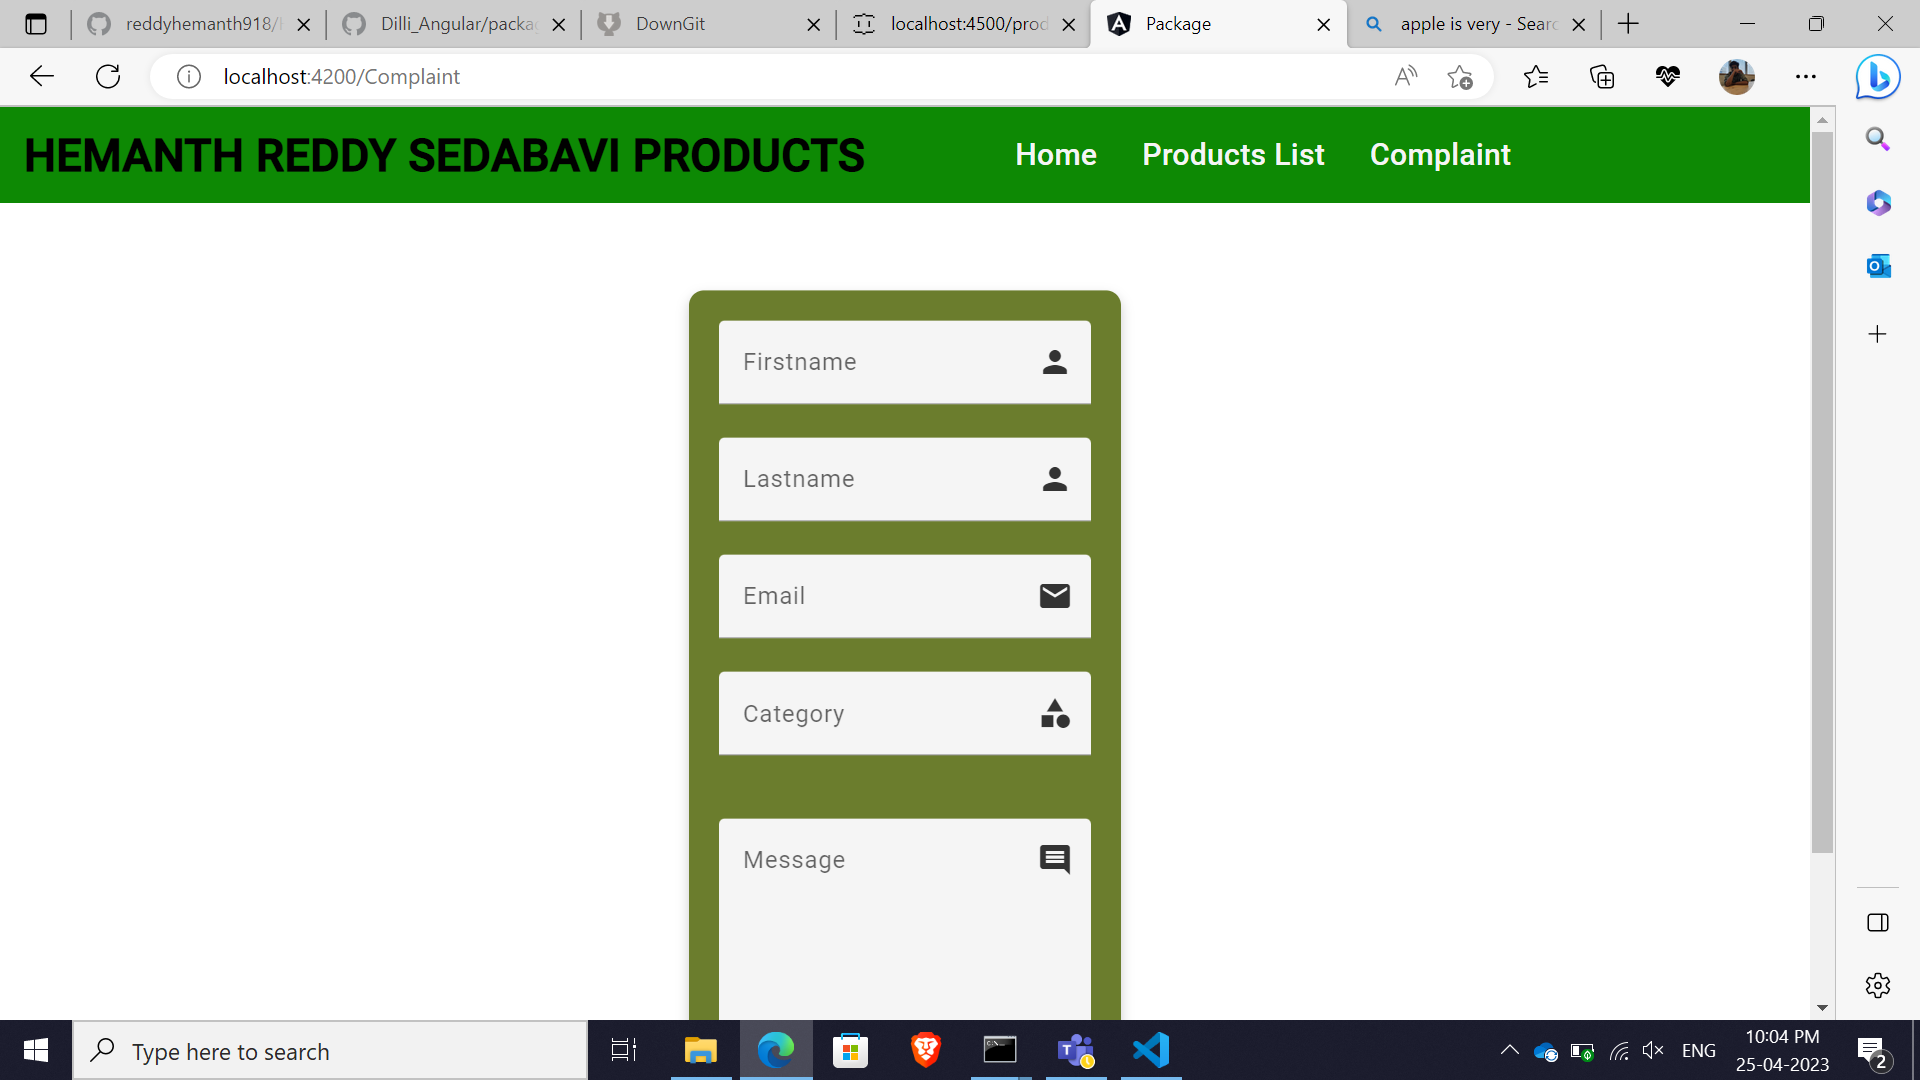 reddyhemanth918/
Dilli_Angular/packa
DownGit
localhost:4500/prod
Package
apple is very - Searc
localhost:4200/Complaint
HEMANTH REDDY SEDABAVI PRODUCTS
Home
Products List
Complaint
Firstname
Lastname
Email
Category
Message
Type here to search
ENG
10:04 PM
25-04-2023
2